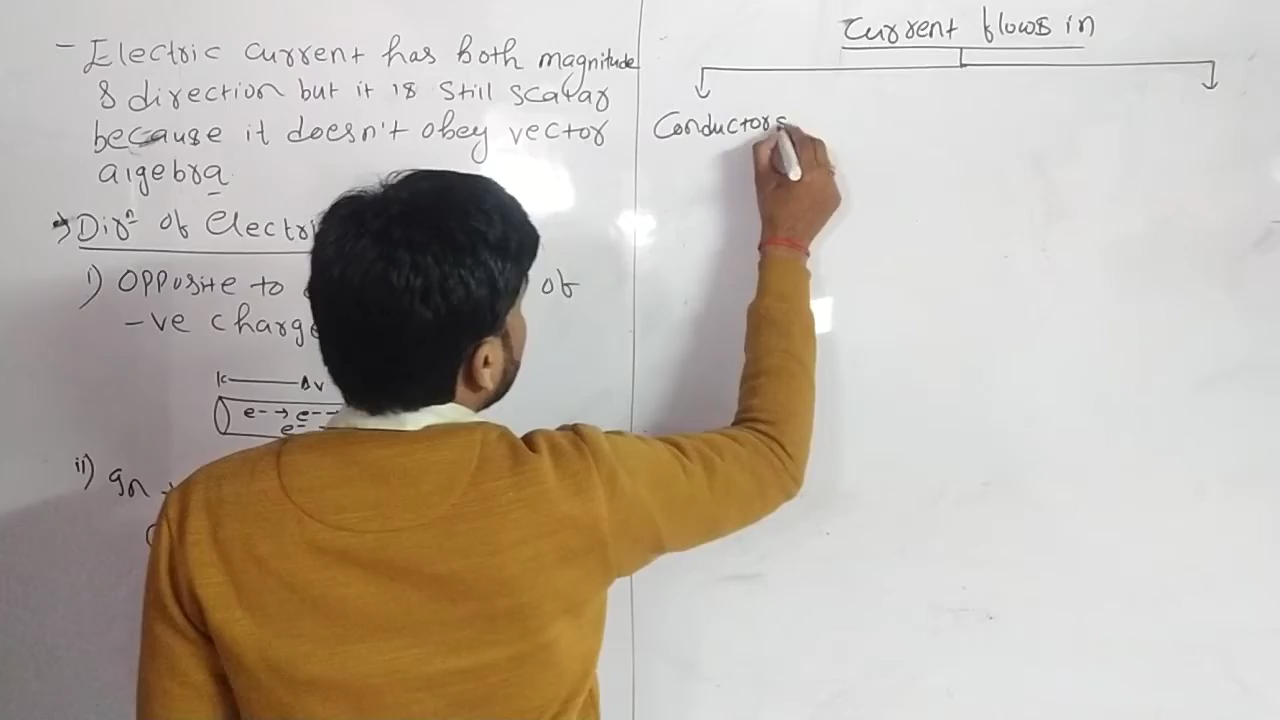 - Electric current has both magnitude
& direction but it is still scalar
because it doesn't obey vector
algebra
→ Dirⁿ of Electri
i) Opposite to of
-ve charge
ΔV
e- → e-
e-
ii)
Current flows in
Conductors